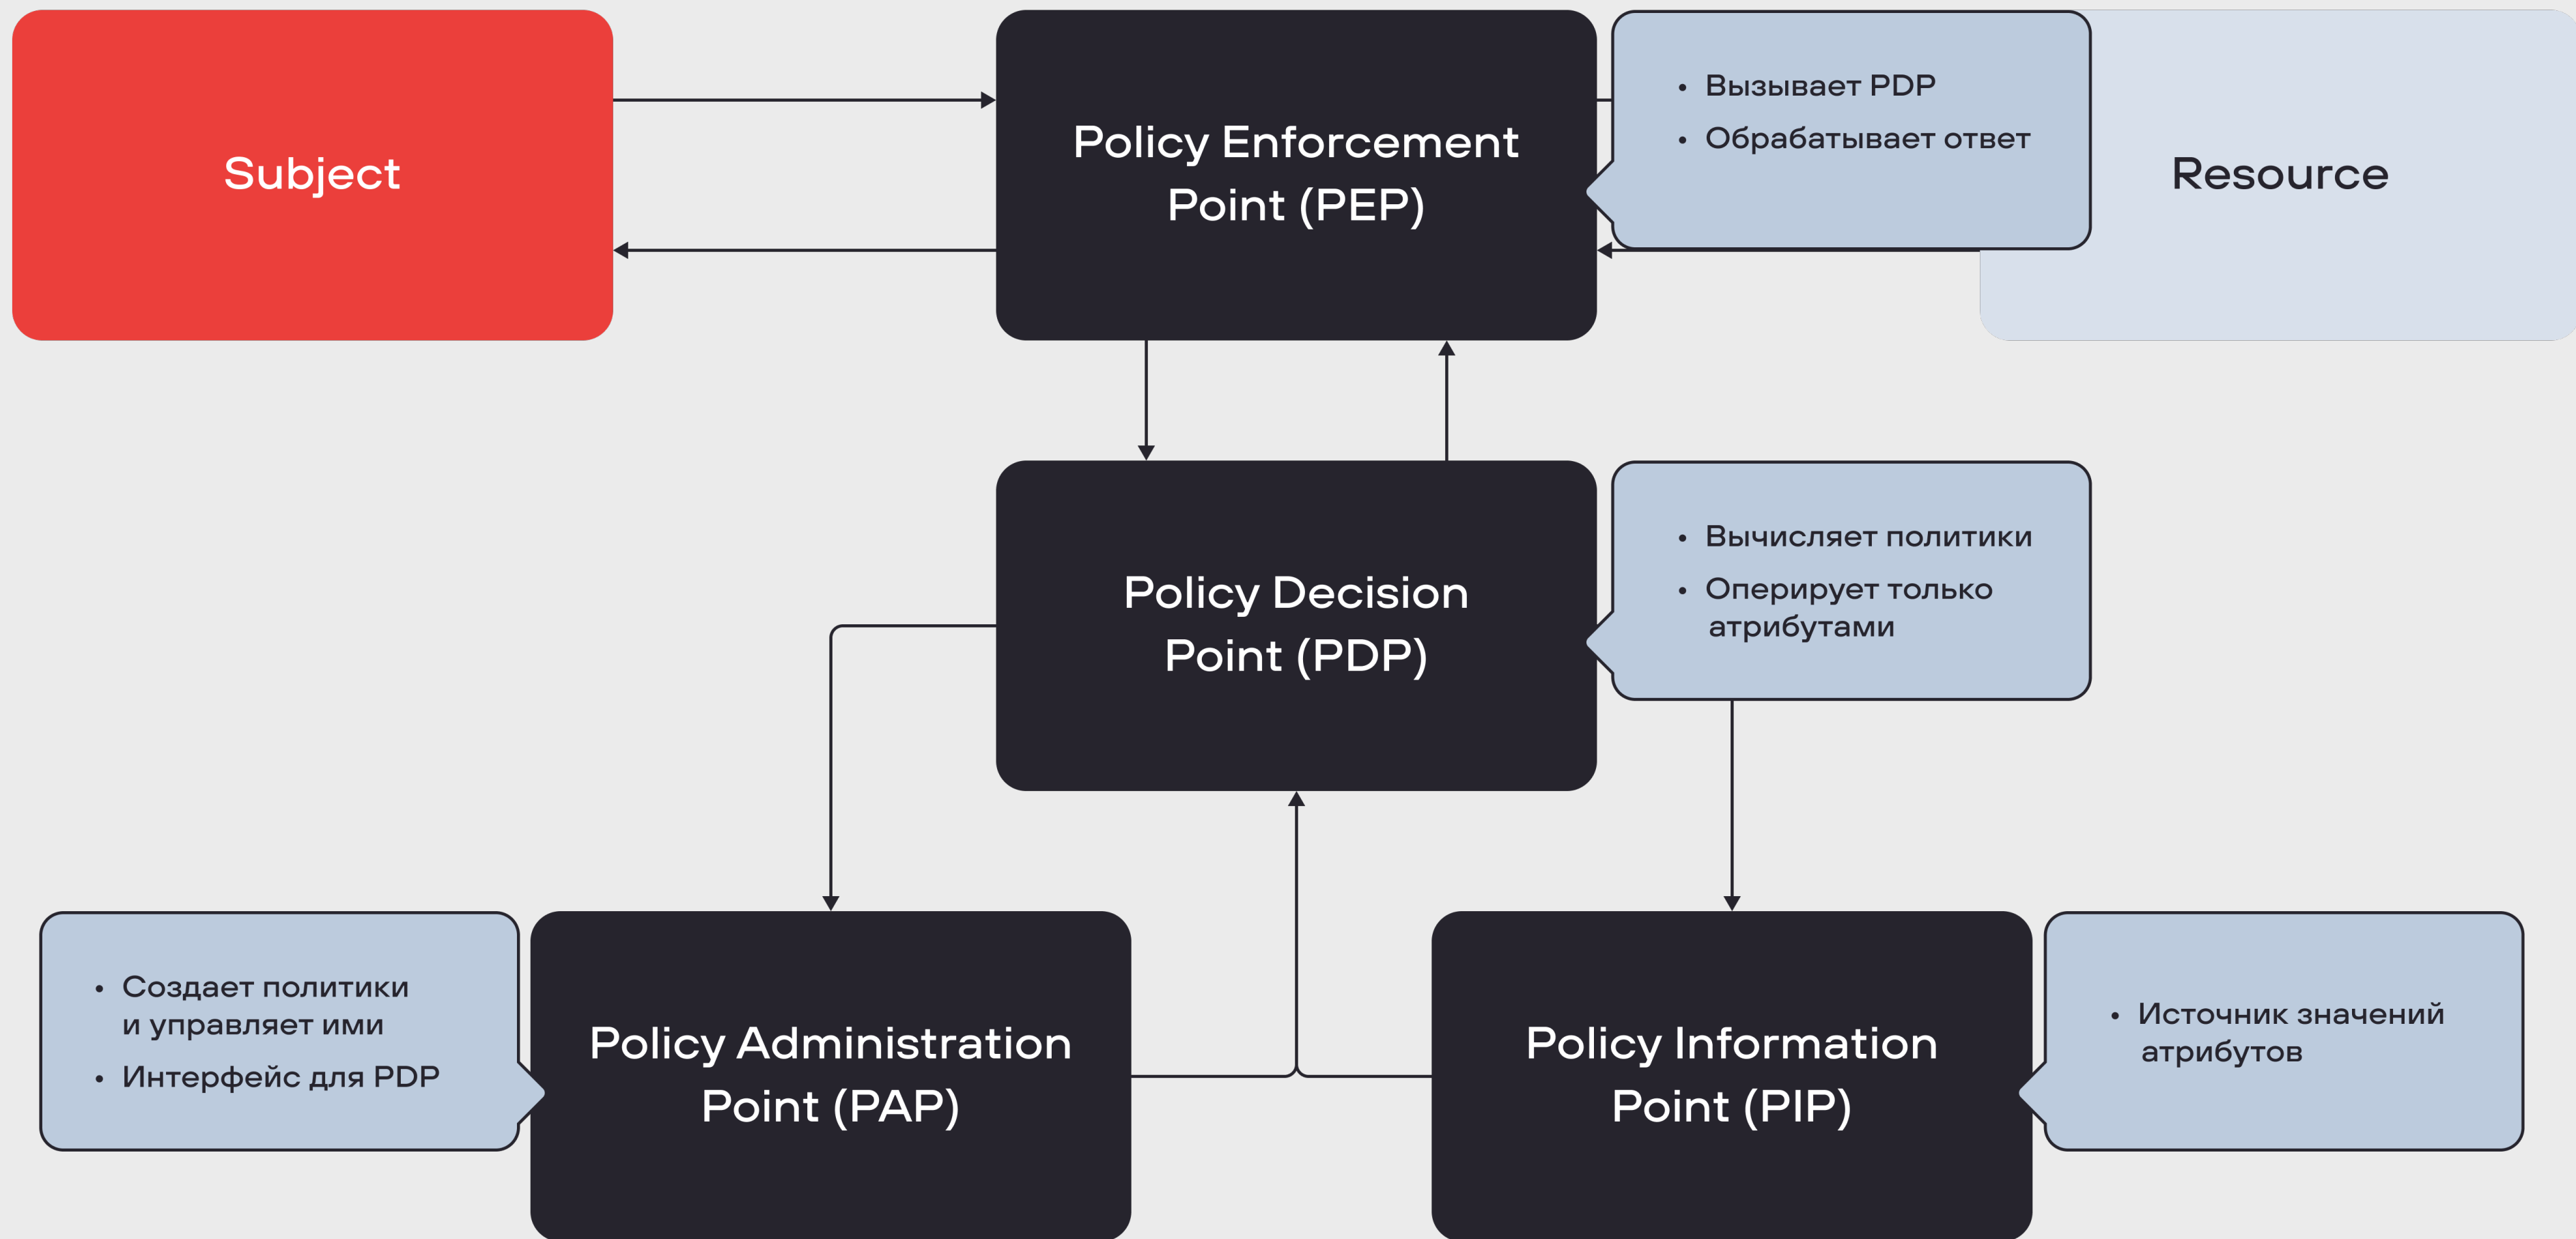 Subject
Policy Enforcement
Point (PEP)
• Вызывает PDP
• Обрабатывает ответ
Resource
Policy Decision
Point (PDP)
• Вычисляет политики
• Оперирует только
атрибутами
• Создает политики
и управляет ими
• Интерфейс для PDP
Policy Administration
Point (PAP)
Policy Information
Point (PIP)
• Источник значений
атрибутов